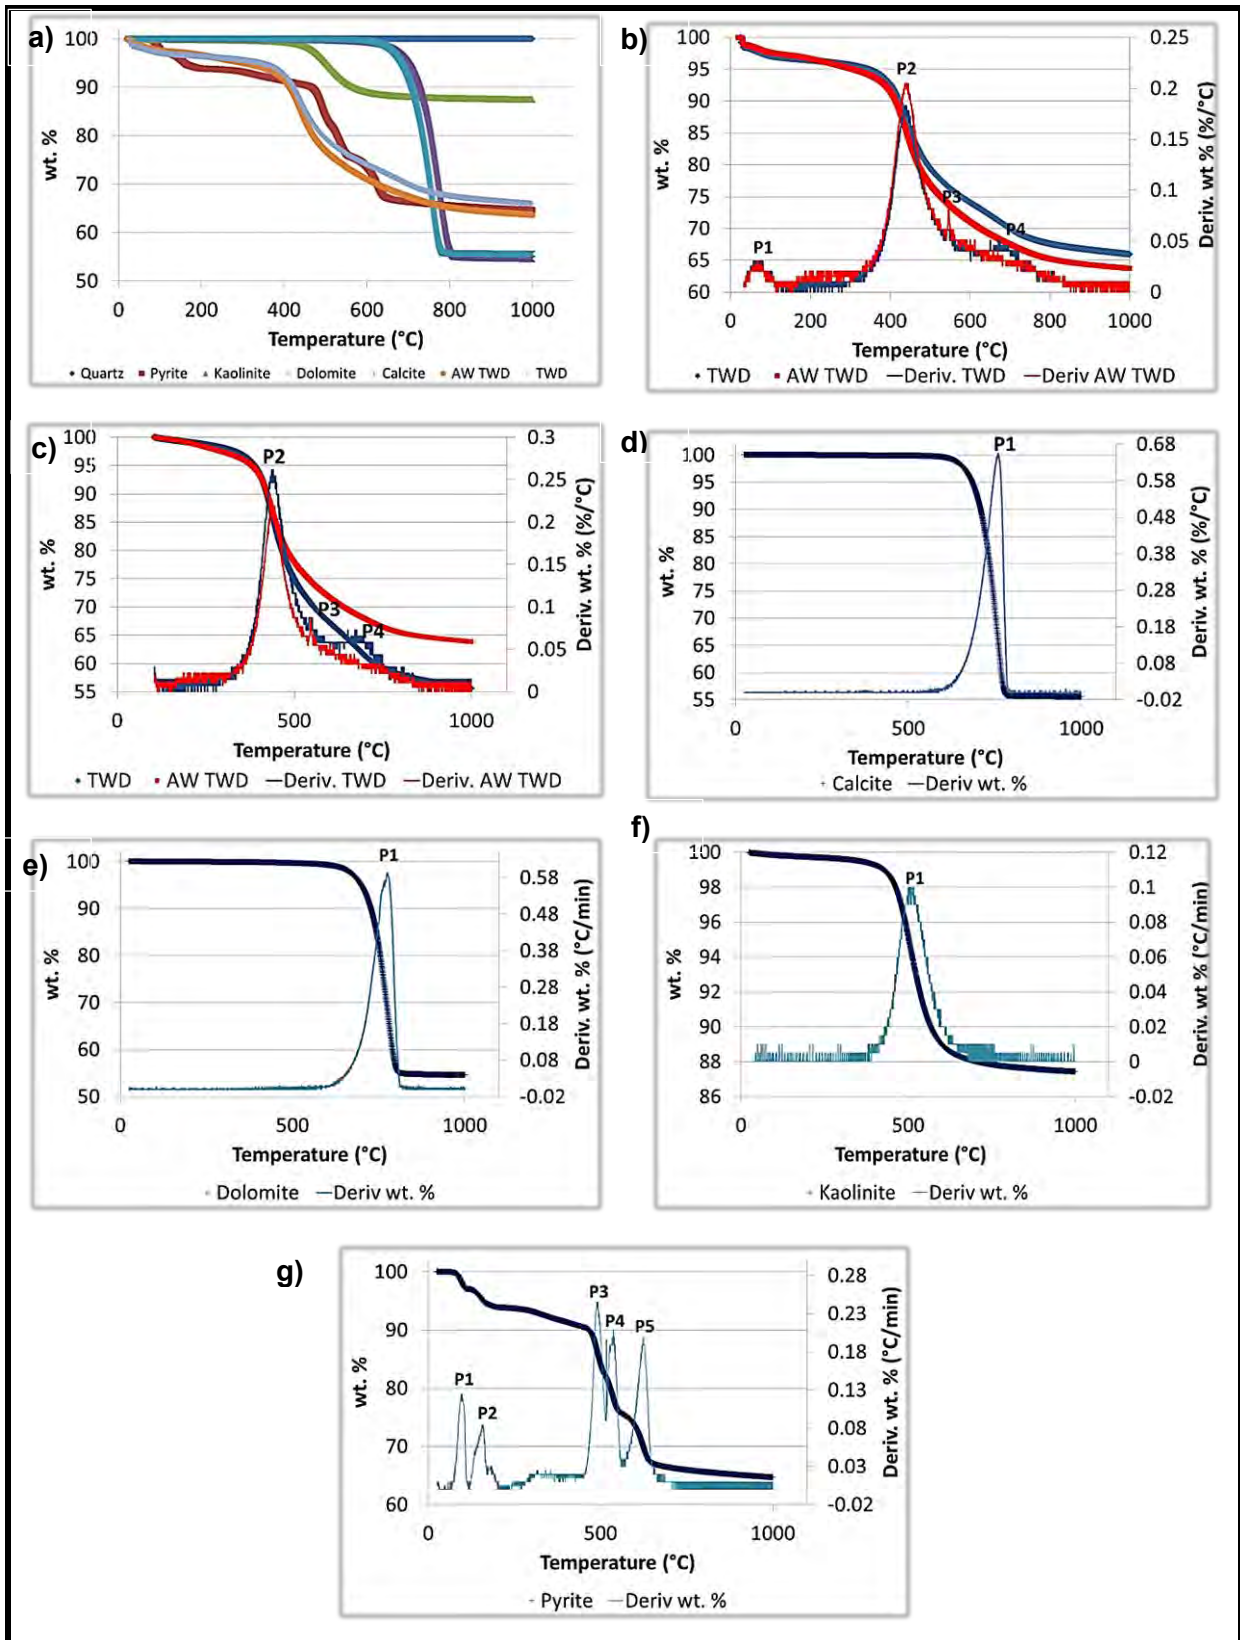 a)
100
90
80
70
60
50
wt. %
0 200 400 600 800 1000
Temperature (°C)
Quartz Pyrite Kaolinite Dolomite Calcite AW TWD TWD
b)
100
95
90
85
80
75
70
65
60
wt. %
P1
P2
P3
P4
0.25
0.2
0.15
0.1
0.05
0
Deriv. wt % (%/°C)
0 200 400 600 800 1000
Temperature (°C)
TWD AW TWD Deriv. TWD Deriv AW TWD
c)
100
95
90
85
80
75
70
65
60
55
wt. %
P2
P3
P4
0.3
0.25
0.2
0.15
0.1
0.05
0
Deriv. wt. % (%/°C)
0 500 1000
Temperature (°C)
TWD AW TWD Deriv. TWD Deriv. AW TWD
d)
100
95
90
85
80
75
70
65
60
55
wt. %
P1
0.68
0.58
0.48
0.38
0.28
0.18
0.08
-0.02
Deriv. wt. % (%/°C)
0 500 1000
Temperature (°C)
Calcite Deriv wt. %
e)
100
90
80
70
60
50
wt. %
P1
0.58
0.48
0.38
0.28
0.18
0.08
-0.02
Deriv. wt. % (°C/min)
0 500 1000
Temperature (°C)
Dolomite Deriv wt. %
f)
100
98
96
94
92
90
88
86
wt. %
P1
0.12
0.1
0.08
0.06
0.04
0.02
0
-0.02
Deriv. wt % (°C/min)
0 500 1000
Temperature (°C)
Kaolinite Deriv wt. %
g)
100
90
80
70
60
wt. %
P1
P2
P3
P4
P5
0.28
0.23
0.18
0.13
0.08
0.03
-0.02
Deriv. wt. % (°C/min)
0 500 1000
Temperature (°C)
Pyrite Deriv wt. %